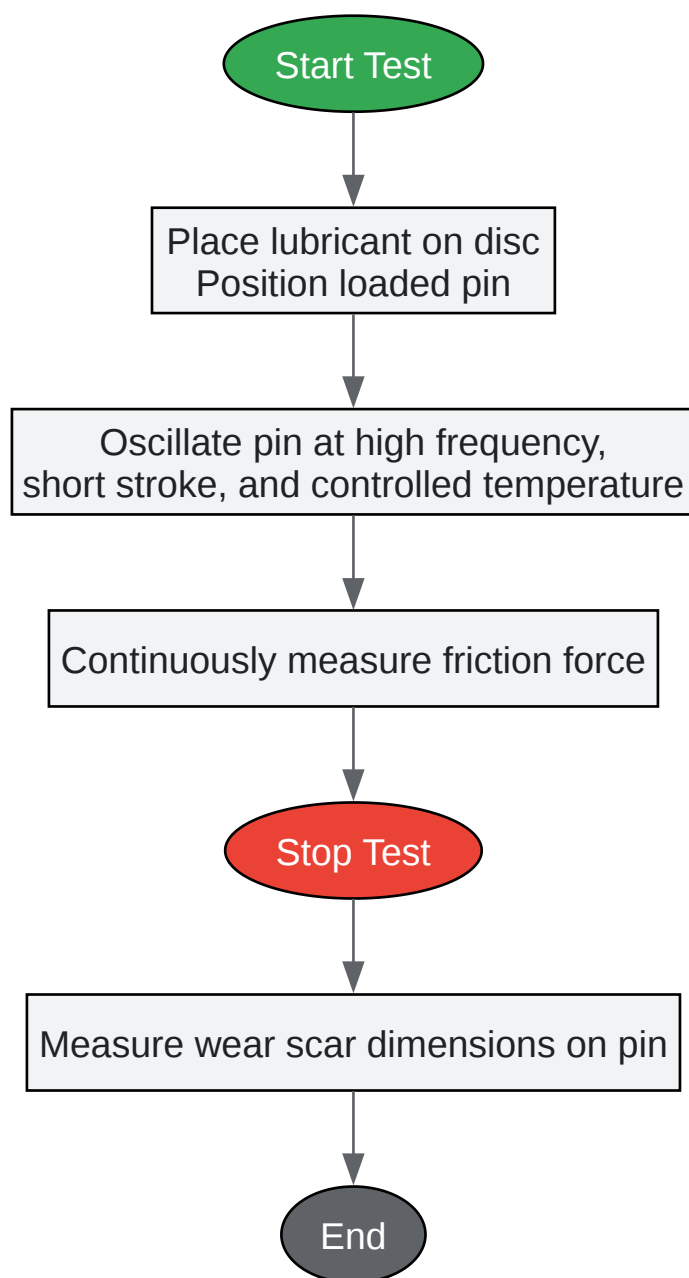 Start Test
Place lubricant on disc
Position loaded pin
Oscillate pin at high frequency,
short stroke, and controlled temperature
Continuously measure friction force
Stop Test
Measure wear scar dimensions on pin
End